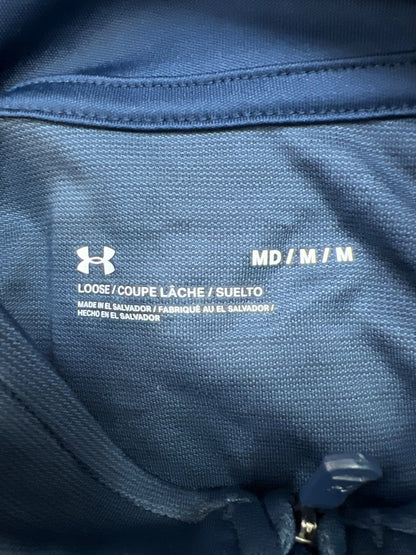 MD / M / M
LOOSE / COUPE LÂCHE / SUELTO
MADE IN EL SALVADOR / FABRIQUÉ AU EL SALVADOR /
HECHO EN EL SALVADOR